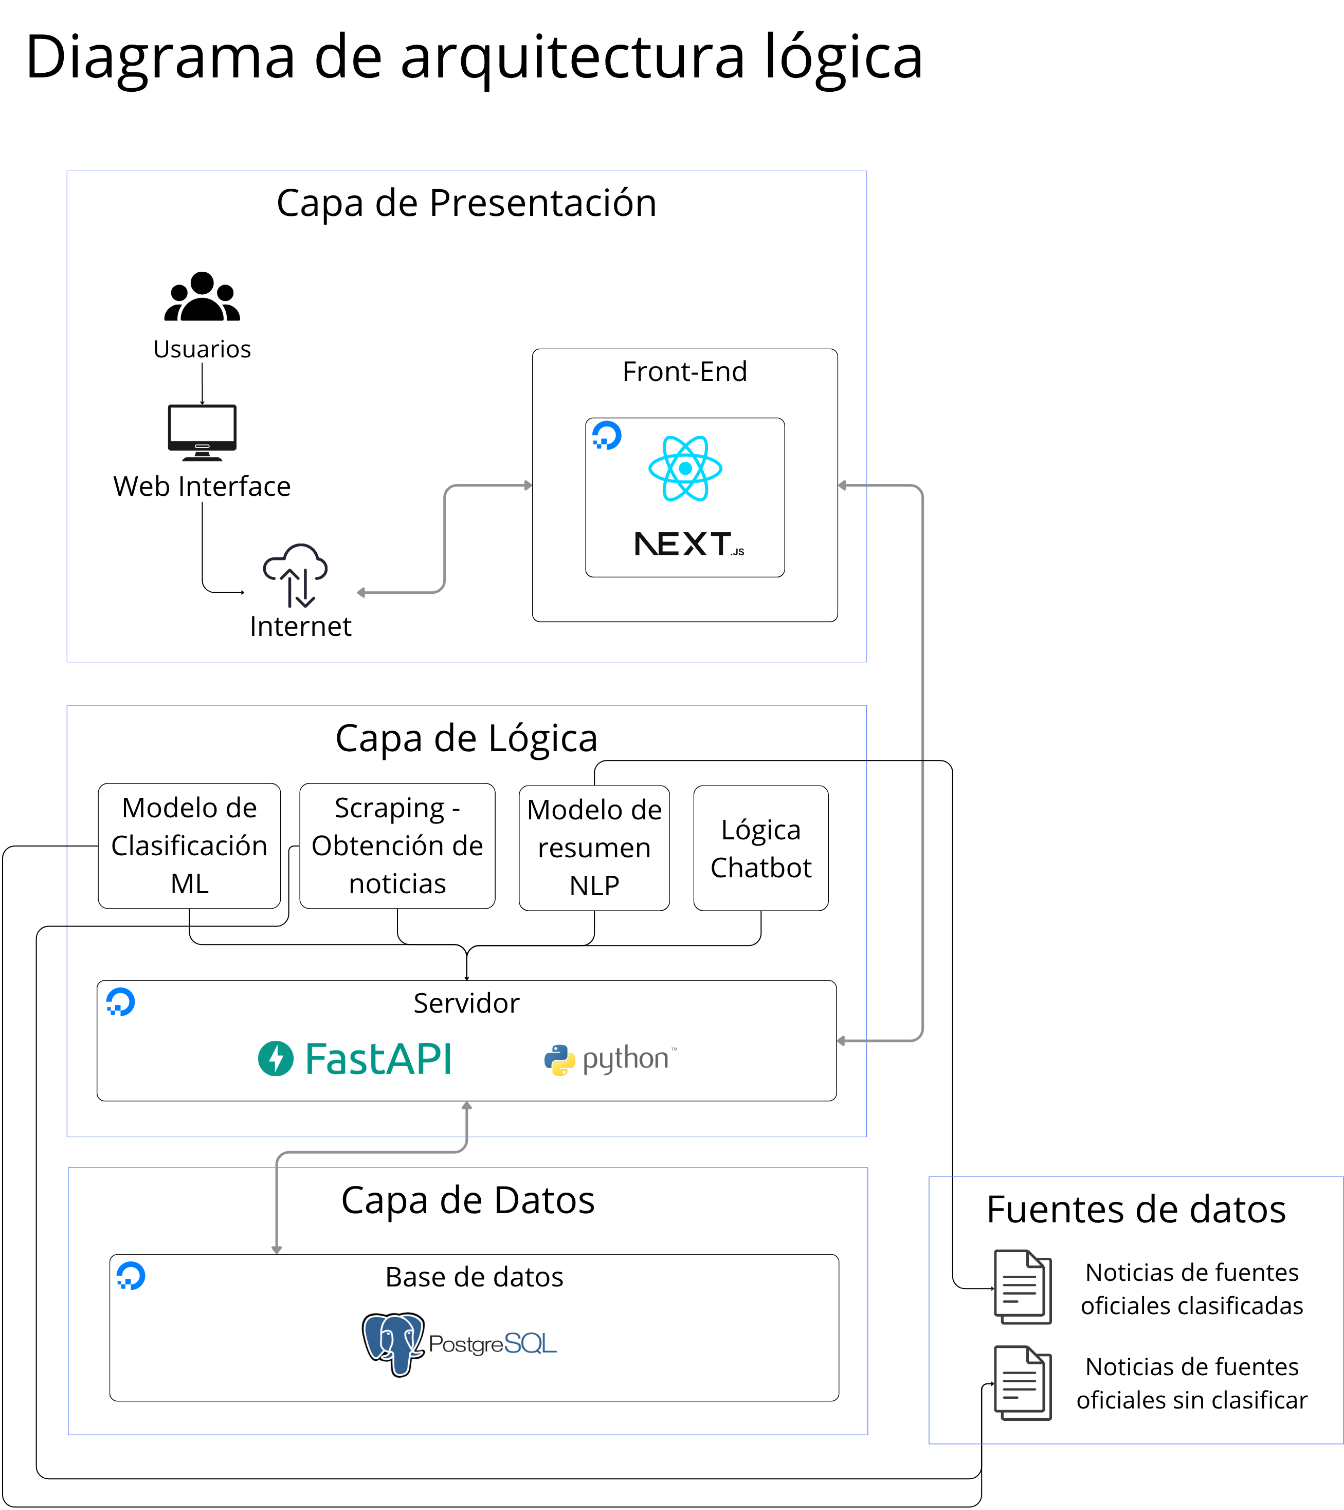 Diagrama de arquitectura lógica
Capa de Presentación
Usuarios
Web Interface
Internet
Front-End
NEXT.JS
Capa de Lógica
Modelo de
Clasificación
ML
Scraping -
Obtención de
noticias
Modelo de
resumen
NLP
Lógica
Chatbot
Servidor
FastAPI
python™
Capa de Datos
Base de datos
PostgreSQL
Fuentes de datos
Noticias de fuentes
oficiales clasificadas
Noticias de fuentes
oficiales sin clasificar